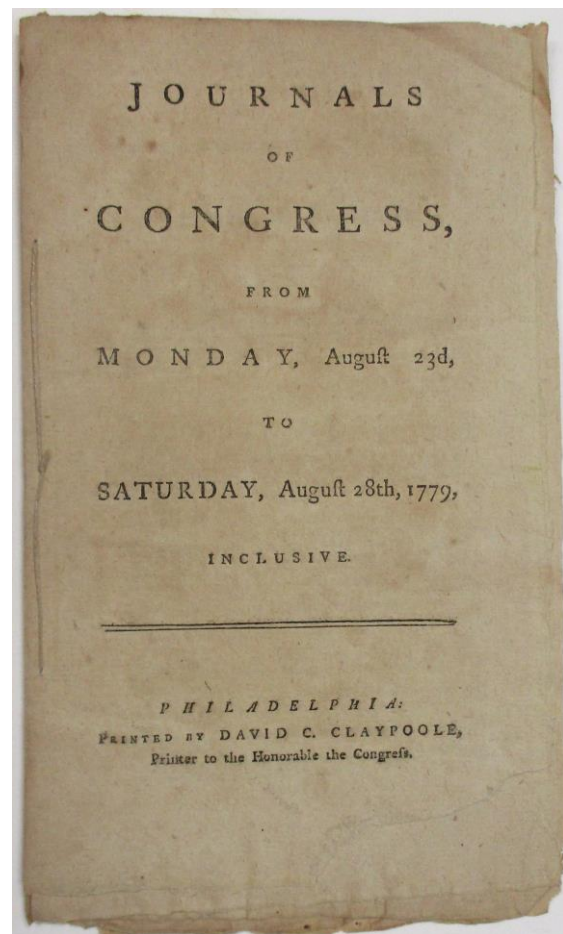 JOURNALS
OF
CONGRESS,
FROM
MONDAY, Auguſt 23d,
TO
SATURDAY, Auguſt 28th, 1779,
INCLUSIVE.
PHILADELPHIA:
PRINTED BY DAVID C. CLAYPOOLE,
Printer to the Honorable the Congreſs.